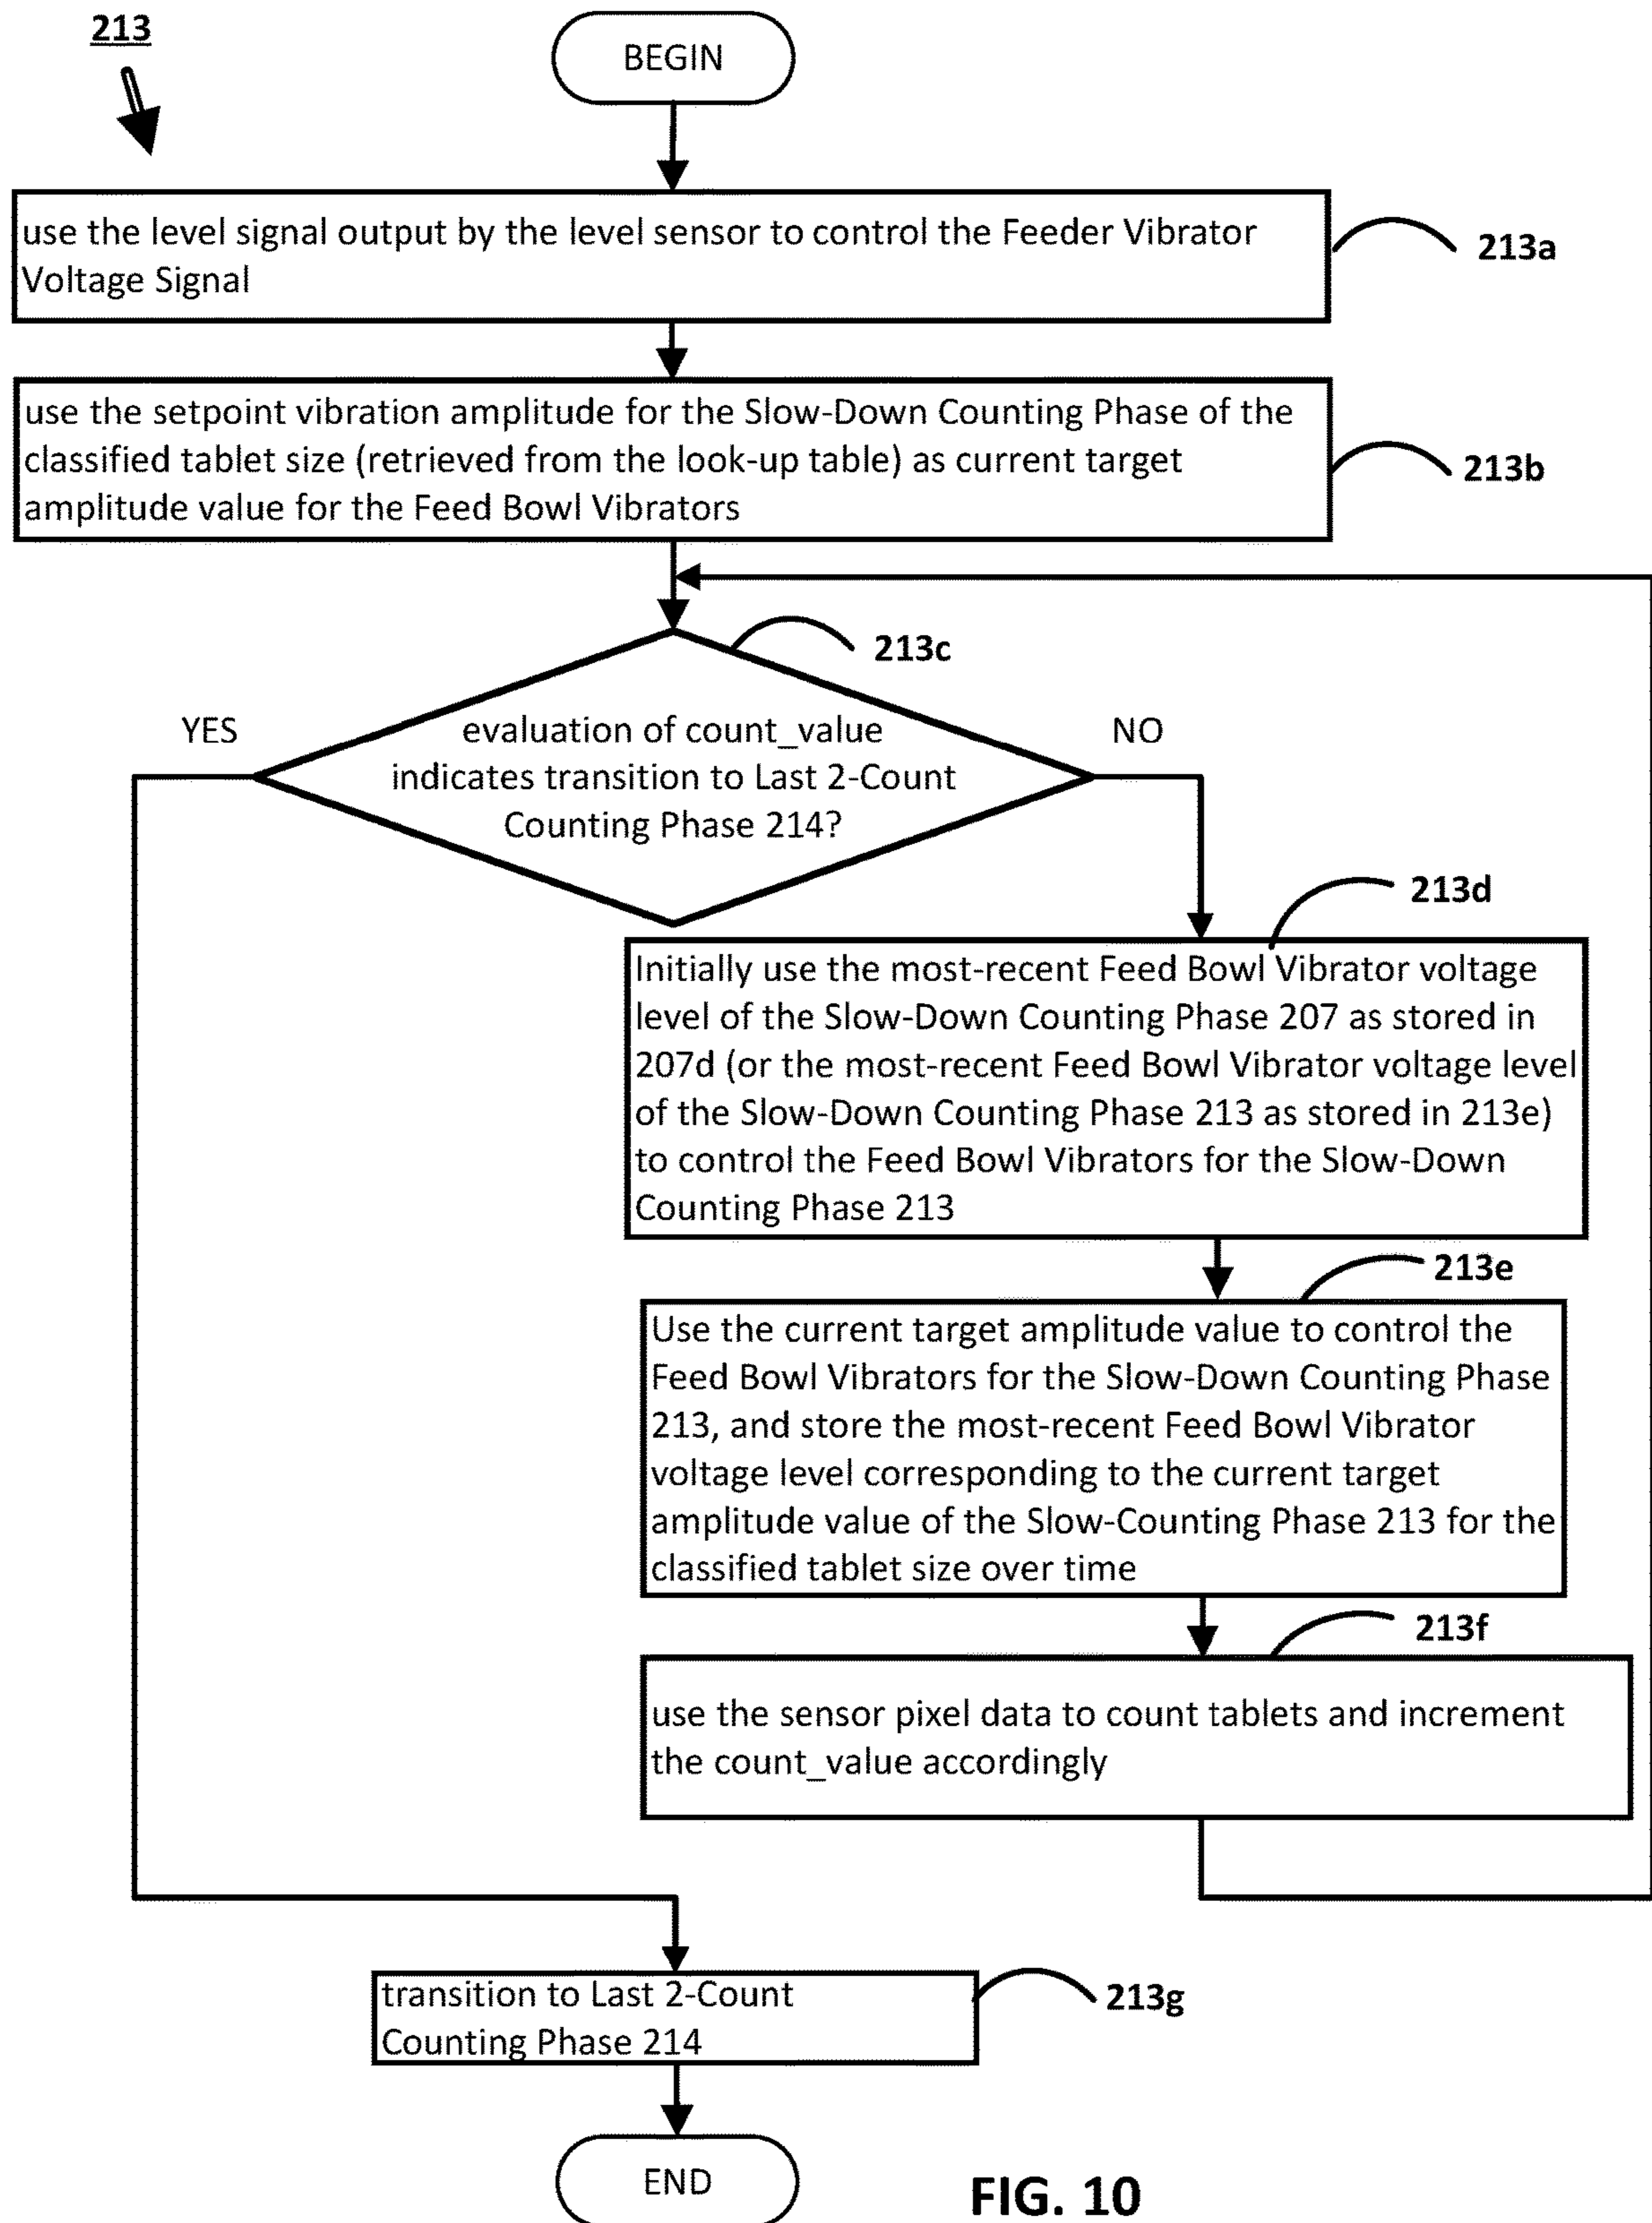 213
BEGIN
use the level signal output by the level sensor to control the Feeder Vibrator
Voltage Signal
213a
use the setpoint vibration amplitude for the Slow-Down Counting Phase of the
classified tablet size (retrieved from the look-up table) as current target
amplitude value for the Feed Bowl Vibrators
213b
213c
YES
evaluation of count_value
indicates transition to Last 2-Count
Counting Phase 214?
NO
213d
Initially use the most-recent Feed Bowl Vibrator voltage
level of the Slow-Down Counting Phase 207 as stored in
207d (or the most-recent Feed Bowl Vibrator voltage level
of the Slow-Down Counting Phase 213 as stored in 213e)
to control the Feed Bowl Vibrators for the Slow-Down
Counting Phase 213
213e
Use the current target amplitude value to control the
Feed Bowl Vibrators for the Slow-Down Counting Phase
213, and store the most-recent Feed Bowl Vibrator
voltage level corresponding to the current target
amplitude value of the Slow-Counting Phase 213 for the
classified tablet size over time
213f
use the sensor pixel data to count tablets and increment
the count_value accordingly
transition to Last 2-Count
Counting Phase 214
213g
END
FIG. 10